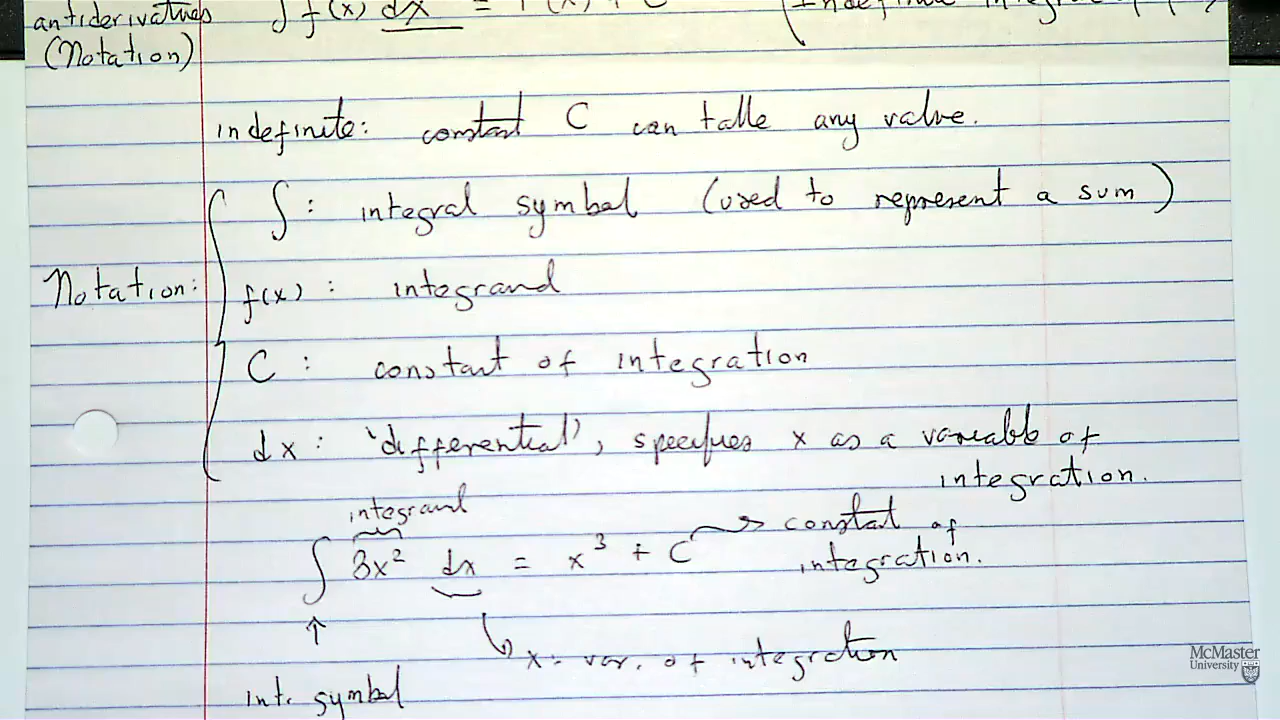 antiderivatives ∫ f(x) dx = F(x) + C
(Notation)
indefinite: constant C can take any value.
∫ : integral symbol (used to represent a sum)
Notation: f(x) : integrand
C : constant of integration
dx : 'differential', specifies x as a variable of
integration.
integrand
∫ 3x² dx = x³ + C → constat of
integration.
↑
x: var. of integration
int. symbol
McMaster
University